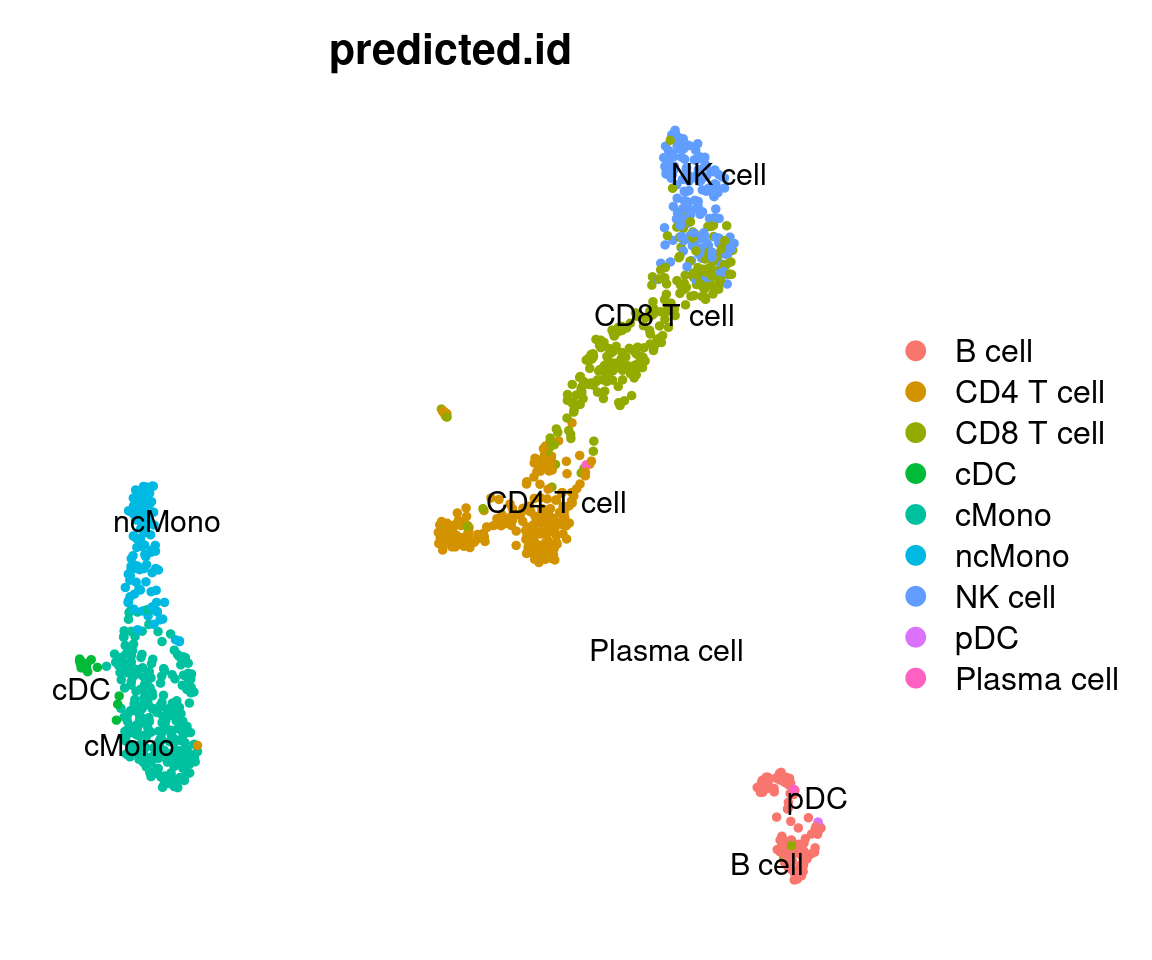 predicted.id
NK cell
CD8 T cell
CD4 T cell
ncMono
Plasma cell
cDC
cMono
pDC
B cell
B cell
CD4 T cell
CD8 T cell
cDC
cMono
ncMono
NK cell
pDC
Plasma cell